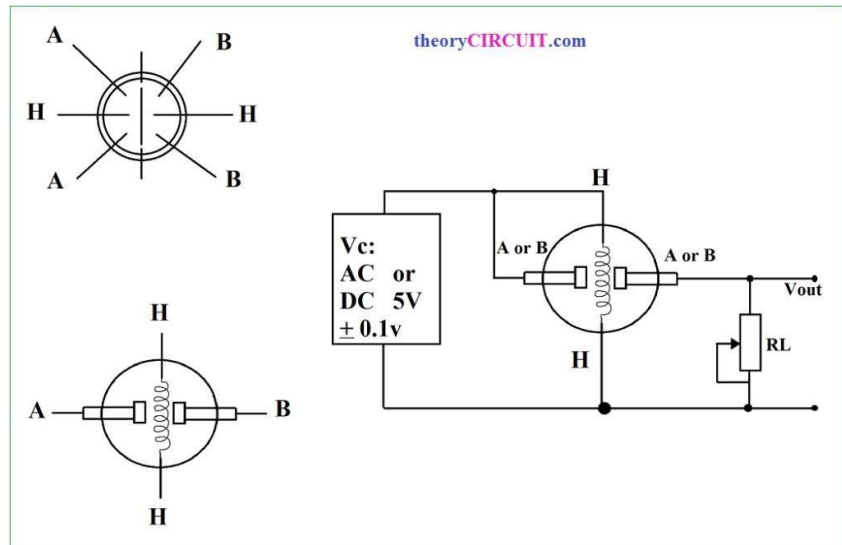 theoryCIRCUIT.com
A
B
H
H
A
B
H
A
B
H
Vc:
AC or
DC 5V
± 0.1v
H
A or B
A or B
Vout
RL
H